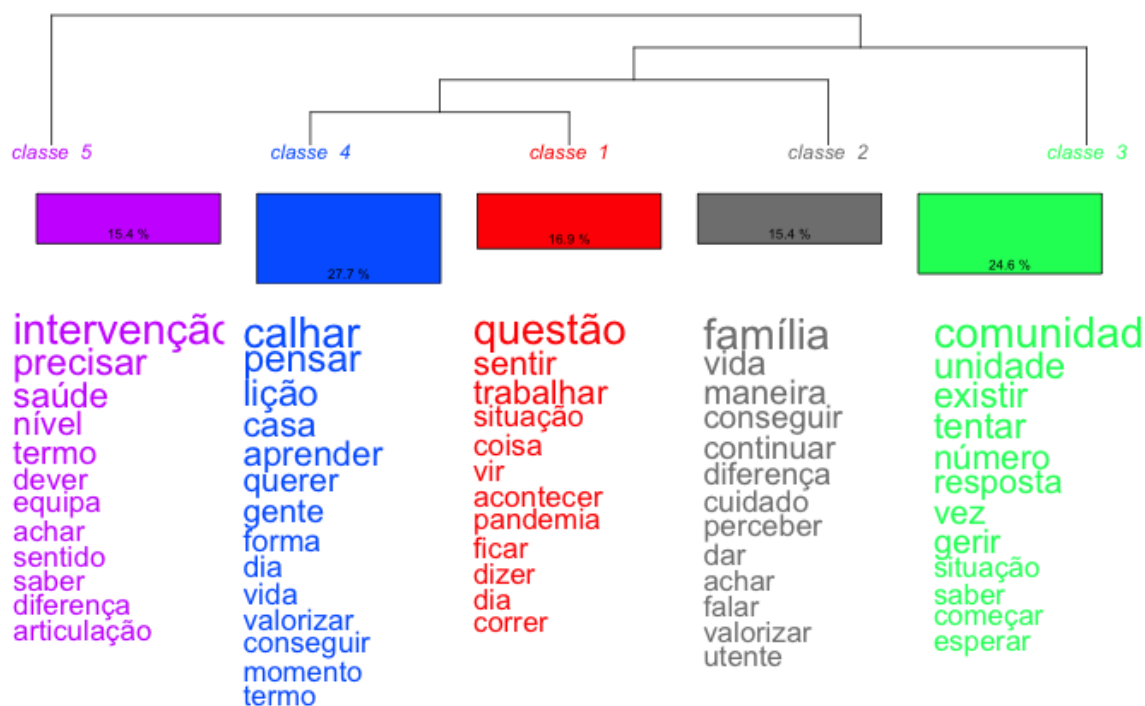 classe 5
classe 4
classe 1
classe 2
classe 3
15.4 %
27.7 %
16.9 %
15.4 %
24.6 %
intervenção
precisar
saúde
nível
termo
dever
equipa
achar
sentido
saber
diferença
articulação
calhar
pensar
lição
casa
aprender
querer
gente
forma
dia
vida
valorizar
conseguir
momento
termo
questão
sentir
trabalhar
situação
coisa
vir
acontecer
pandemia
ficar
dizer
dia
correr
família
vida
maneira
conseguir
continuar
diferença
cuidado
perceber
dar
achar
falar
valorizar
utente
comunidad
unidade
existir
tentar
número
resposta
vez
gerir
situação
saber
começar
esperar